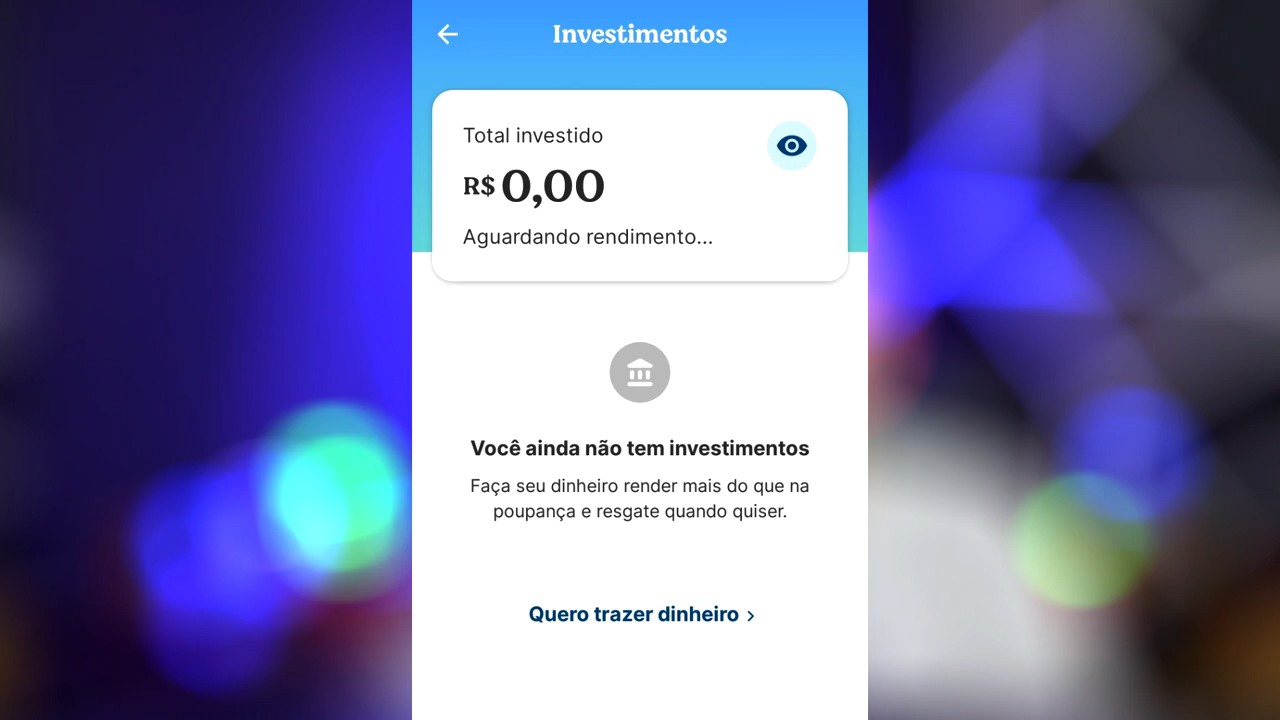 Investimentos
Total investido
R$ 0,00
Aguardando rendimento...
Você ainda não tem investimentos
Faça seu dinheiro render mais do que na
poupança e resgate quando quiser.
Quero trazer dinheiro